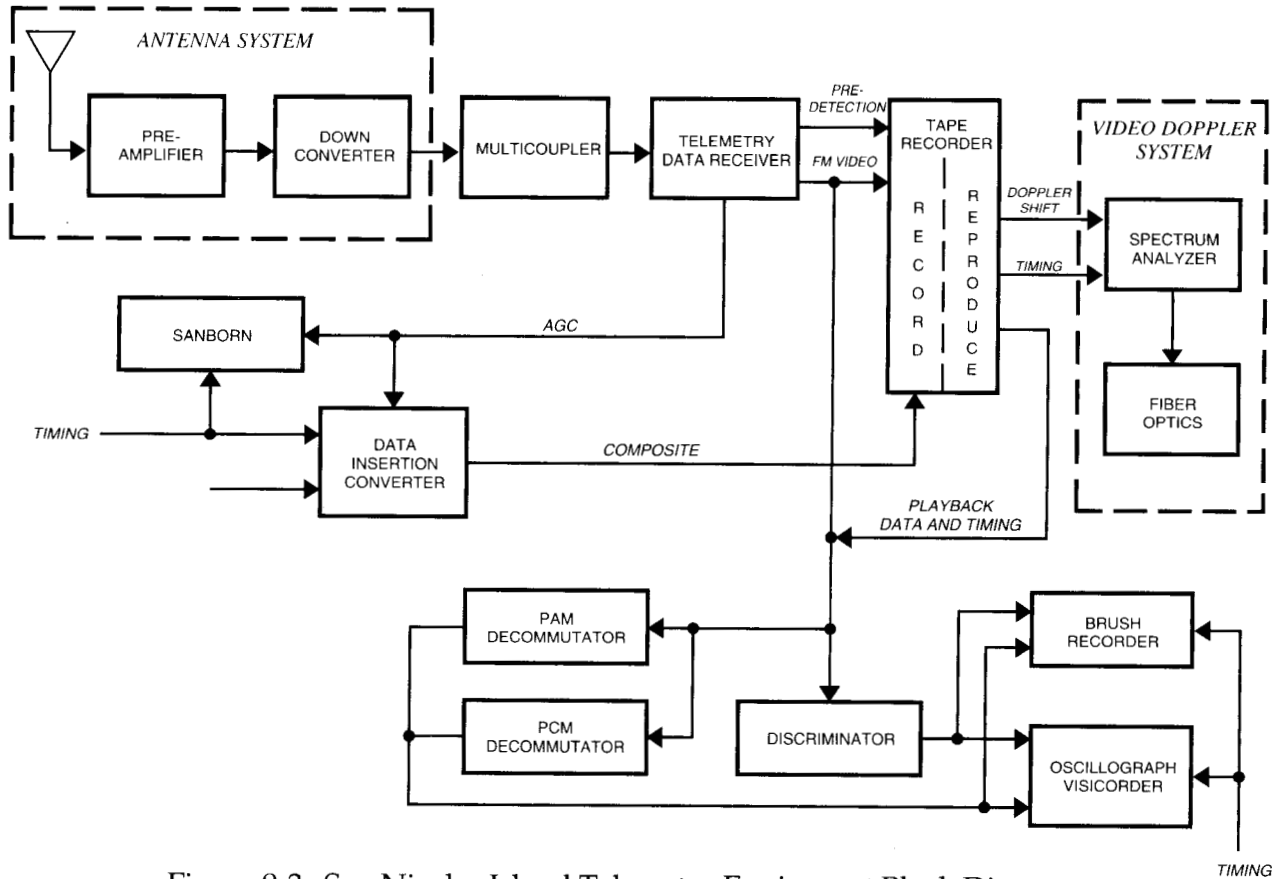 ANTENNA SYSTEM
PRE-
AMPLIFIER
DOWN
CONVERTER
MULTICOUPLER
TELEMETRY
DATA RECEIVER
PRE-
DETECTION
FM VIDEO
TAPE
RECORDER
RECORD
REPRODUCE
DOPPLER
SHIFT
TIMING
VIDEO DOPPLER
SYSTEM
SPECTRUM
ANALYZER
FIBER
OPTICS
SANBORN
AGC
TIMING
DATA
INSERTION
CONVERTER
COMPOSITE
PLAYBACK
DATA AND TIMING
PAM
DECOMMUTATOR
PCM
DECOMMUTATOR
DISCRIMINATOR
BRUSH
RECORDER
OSCILLOGRAPH
VISICORDER
TIMING